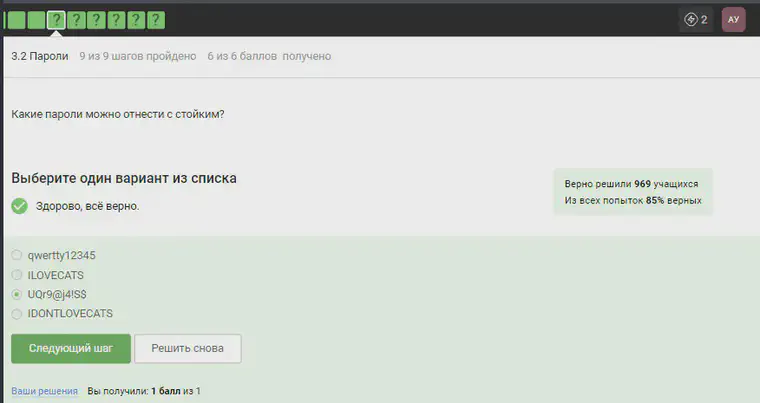 ? ? ? ? ? ? 2 АУ
3.2 Пароли 9 из 9 шагов пройдено 6 из 6 баллов получено
Какие пароли можно отнести с стойким?
Выберите один вариант из списка
Здорово, всё верно.
Верно решили 969 учащихся
Из всех попыток 85% верных
qwertty12345
ILOVECATS
UQr9@j4!S$
IDONTLOVECATS
Следующий шаг Решить снова
Ваши решения Вы получили: 1 балл из 1